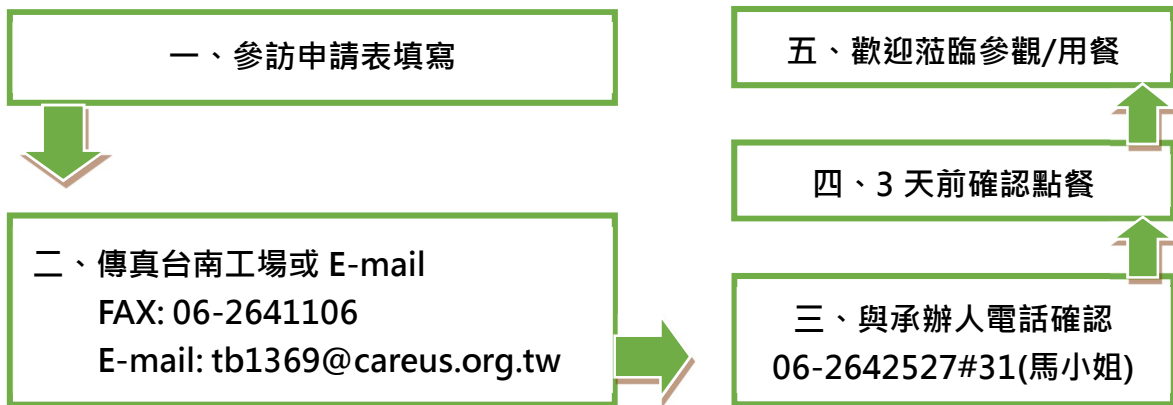 一、參訪申請表填寫
二、傳真台南工場或 E-mail
FAX: 06-2641106
E-mail: tb1369@careus.org.tw
三、與承辦人電話確認
06-2642527#31(馬小姐)
四、3 天前確認點餐
五、歡迎蒞臨參觀/用餐